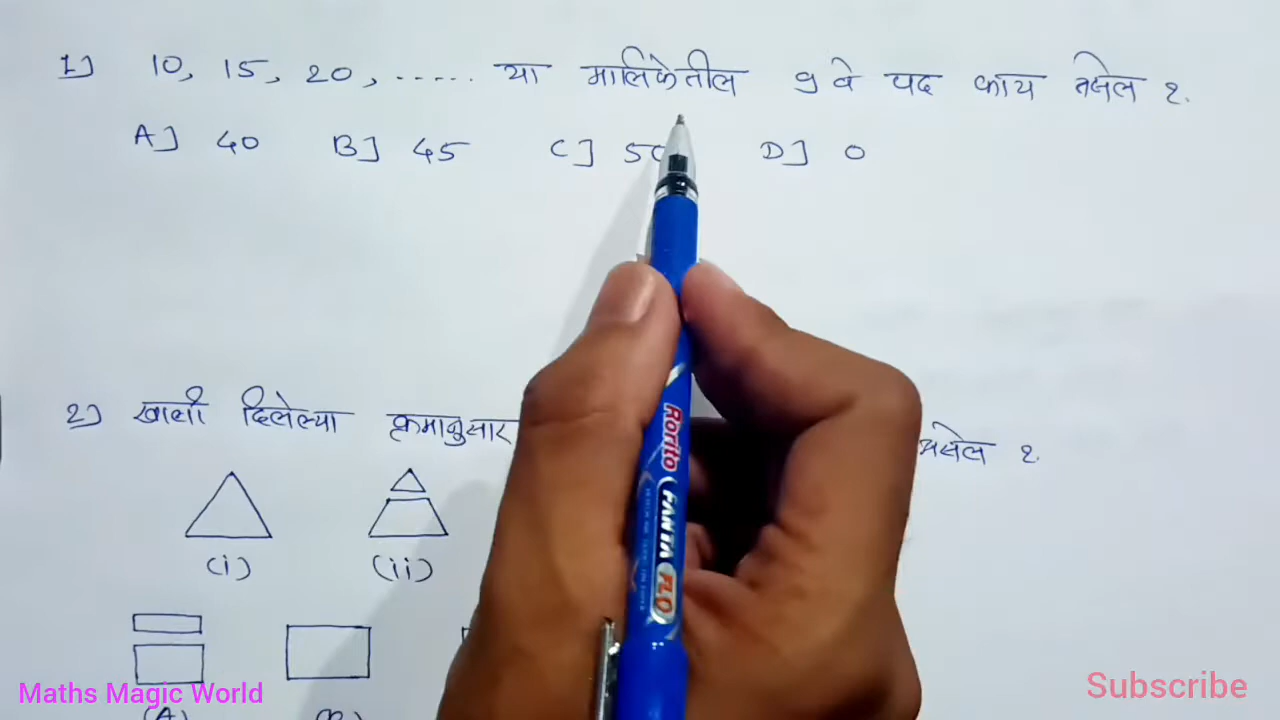 1] 10, 15, 20, ...... या मालिकेतील 9 वे पद काय असेल ?.
A] 40 B] 45 C] 50 D] 0
2] खाली दिलेल्या क्रमानुसार असेल ?.
(i) (ii)
(A)
Rorito FANTA FLO
Maths Magic World
Subscribe